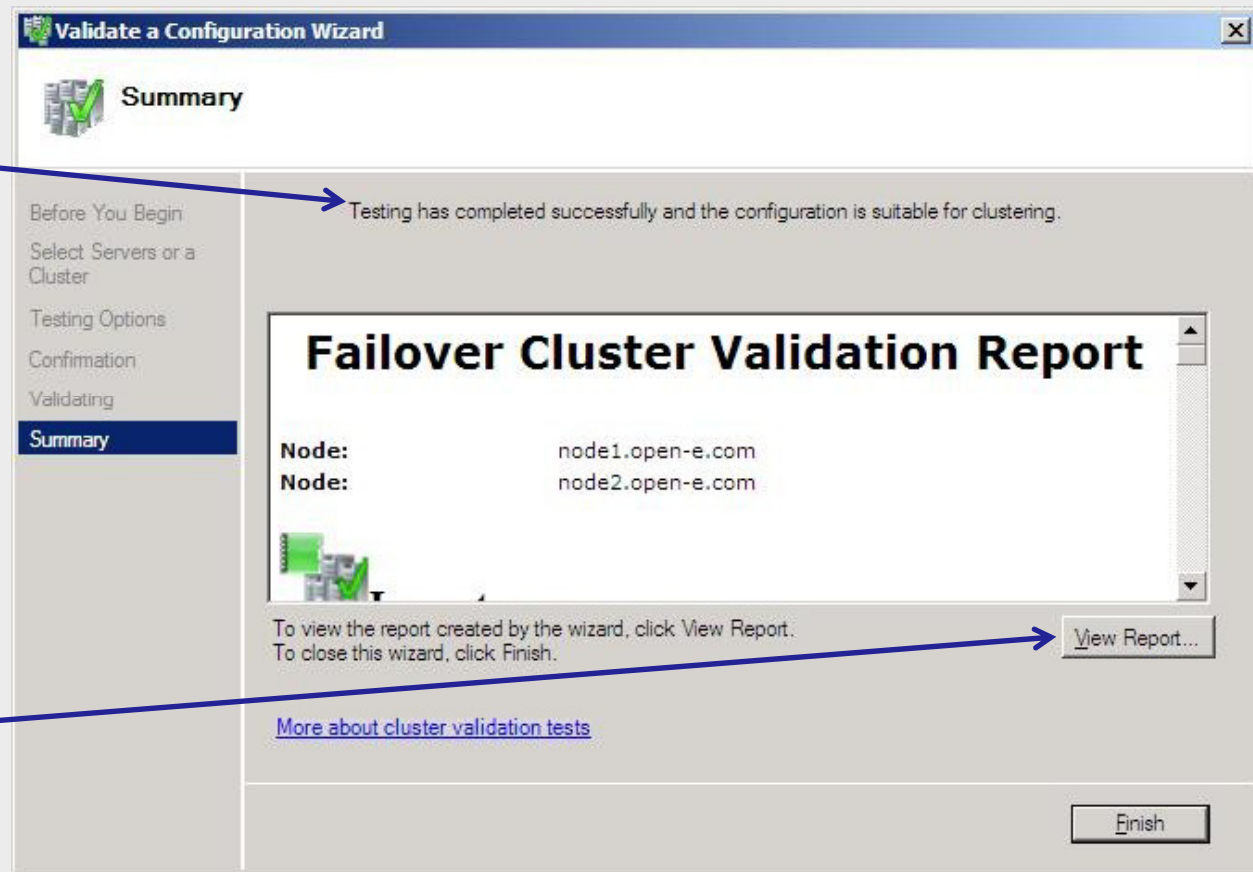 Validate a Configuration Wizard
Summary
Before You Begin
Select Servers or a
Cluster
Testing Options
Confirmation
Validating
Summary
Testing has completed successfully and the configuration is suitable for clustering.
Failover Cluster Validation Report
Node: node1.open-e.com
Node: node2.open-e.com
To view the report created by the wizard, click View Report.
To close this wizard, click Finish.
View Report...
More about cluster validation tests
Finish